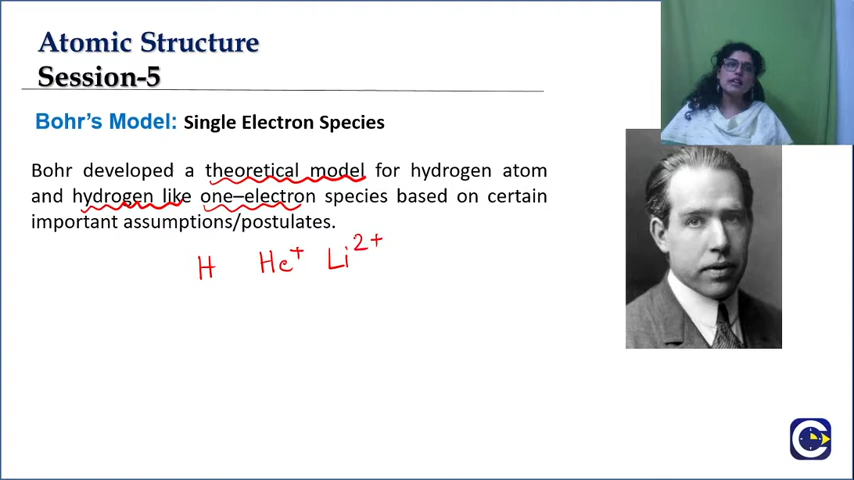 Atomic Structure
Session-5
Bohr's Model: Single Electron Species
Bohr developed a theoretical model for hydrogen atom
and hydrogen like one–electron species based on certain
important assumptions/postulates.
H He⁺ Li²⁺